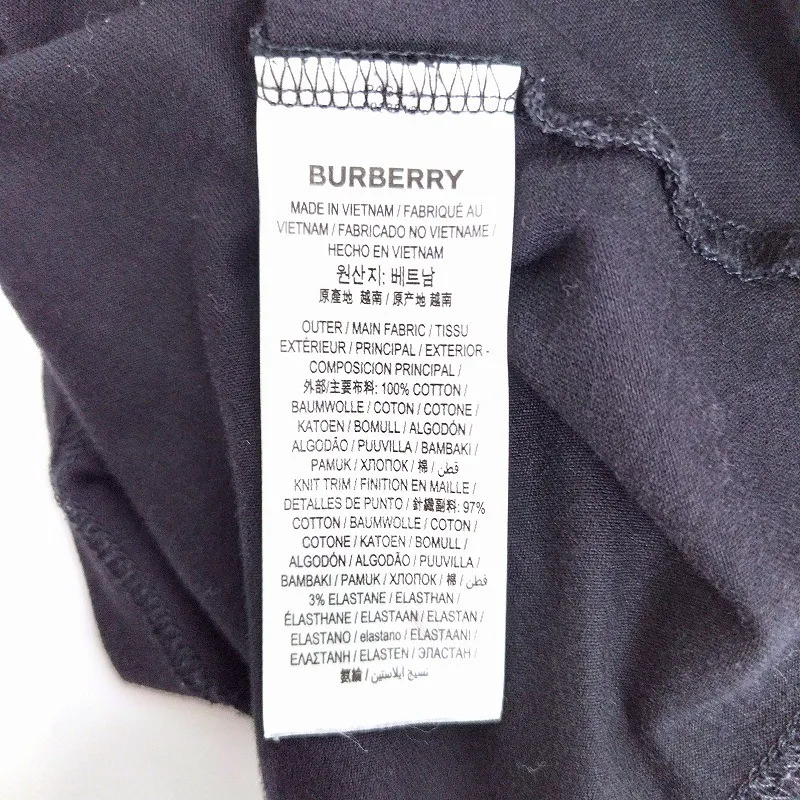 BURBERRY
MADE IN VIETNAM / FABRIQUÉ AU
VIETNAM / FABRICADO NO VIETNAME /
HECHO EN VIETNAM
원산지: 베트남
原產地 越南 / 原产地 越南
OUTER / MAIN FABRIC / TISSU
EXTÉRIEUR / PRINCIPAL / EXTERIOR -
COMPOSICION PRINCIPAL /
外部/主要布料: 100% COTTON /
BAUMWOLLE / COTON / COTONE /
KATOEN / BOMULL / ALGODÓN /
ALGODÃO / PUUVILLA / BAMBAKI /
PAMUK / ХЛОПОК / 棉 / قطن /
KNIT TRIM / FINITION EN MAILLE /
DETALLES DE PUNTO / 針織副料: 97%
COTTON / BAUMWOLLE / COTON /
COTONE / KATOEN / BOMULL /
ALGODÓN / ALGODÃO / PUUVILLA /
BAMBAKI / PAMUK / ХЛОПОК / 棉 / قطن /
3% ELASTANE / ELASTHAN /
ÉLASTHANE / ELASTAAN / ELASTAN /
ELASTANO / elastano / ELASTAANI /
ΕΛΑΣΤΑΝΗ / ELASTEN / ЭЛАСТАН /
氨綸 / نسيج ايلاستين /